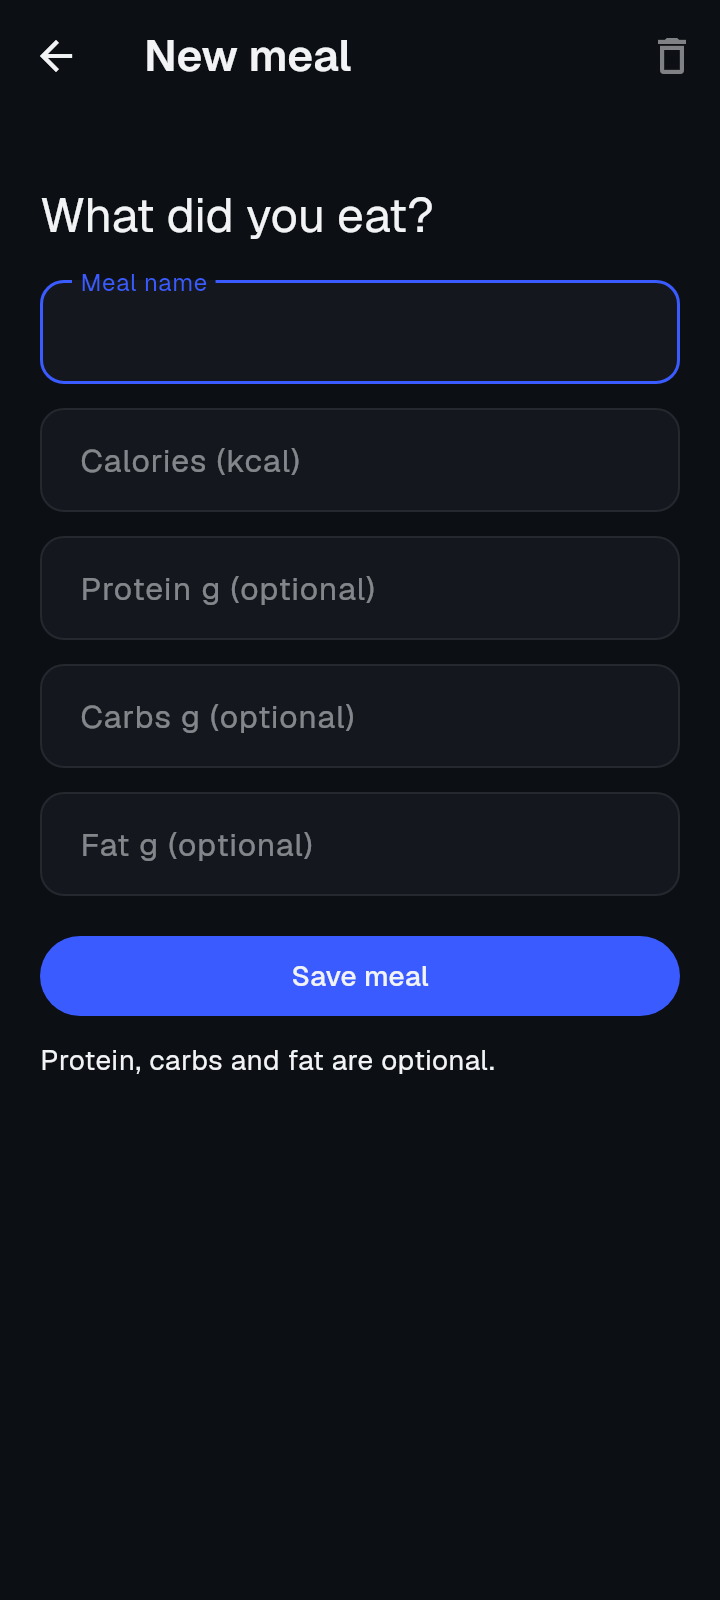 New meal
What did you eat?
Meal name
Calories (kcal)
Protein g (optional)
Carbs g (optional)
Fat g (optional)
Save meal
Protein, carbs and fat are optional.